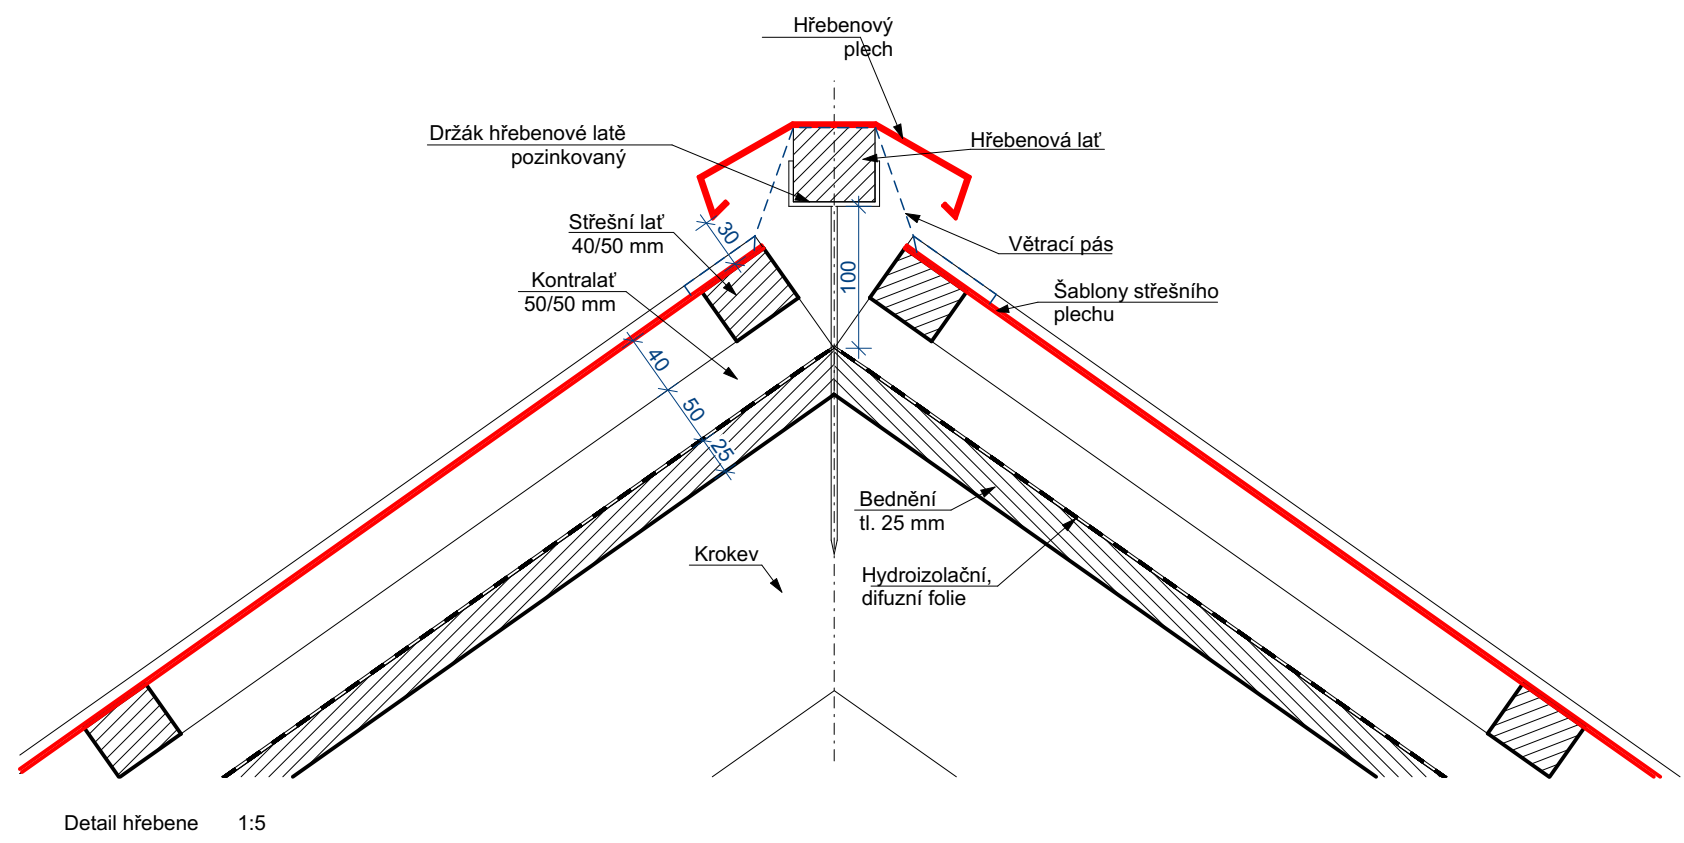 Hřebenový
plech
Držák hřebenové latě
pozinkovaný
Hřebenová lať
Střešní lať
40/50 mm
30
Větrací pás
100
Kontralať
50/50 mm
Šablony střešního
plechu
40
50
25
Bednění
tl. 25 mm
Krokev
Hydroizolační,
difuzní folie
Detail hřebene 1:5